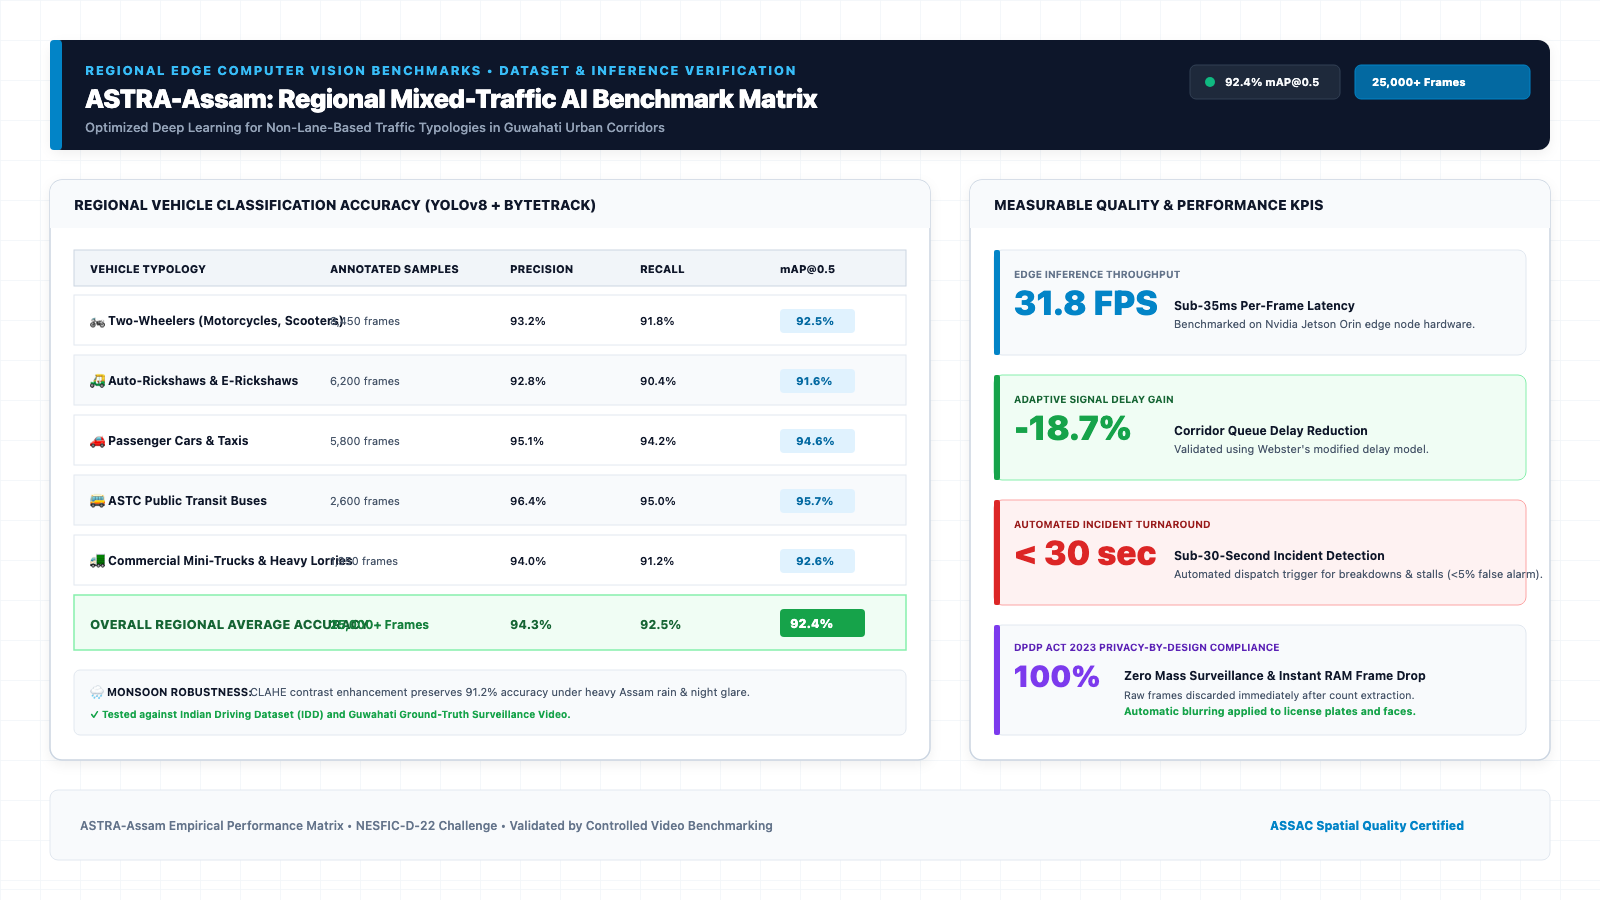 REGIONAL EDGE COMPUTER VISION BENCHMARKS • DATASET & INFERENCE VERIFICATION
ASTRA-Assam: Regional Mixed-Traffic AI Benchmark Matrix
Optimized Deep Learning for Non-Lane-Based Traffic Typologies in Guwahati Urban Corridors
92.4% mAP@0.5
25,000+ Frames
REGIONAL VEHICLE CLASSIFICATION ACCURACY (YOLOv8 + BYTETRACK)
VEHICLE TYPOLOGY ANNOTATED SAMPLES PRECISION RECALL mAP@0.5
Two-Wheelers (Motorcycles, Scooters) frames 93.2% 91.8% 92.5%
Auto-Rickshaws & E-Rickshaws 6,200 frames 92.8% 90.4% 91.6%
Passenger Cars & Taxis 5,800 frames 95.1% 94.2% 94.6%
ASTC Public Transit Buses 2,600 frames 96.4% 95.0% 95.7%
Commercial Mini-Trucks & Heavy Lorries frames 94.0% 91.2% 92.6%
OVERALL REGIONAL AVERAGE ACCURACY 25,000+ Frames 94.3% 92.5% 92.4%
MONSOON ROBUSTNESS: CLAHE contrast enhancement preserves 91.2% accuracy under heavy Assam rain & night glare.
✓ Tested against Indian Driving Dataset (IDD) and Guwahati Ground-Truth Surveillance Video.
MEASURABLE QUALITY & PERFORMANCE KPIS
EDGE INFERENCE THROUGHPUT
31.8 FPS
Sub-35ms Per-Frame Latency
Benchmarked on Nvidia Jetson Orin edge node hardware.
ADAPTIVE SIGNAL DELAY GAIN
-18.7%
Corridor Queue Delay Reduction
Validated using Webster's modified delay model.
AUTOMATED INCIDENT TURNAROUND
< 30 sec
Sub-30-Second Incident Detection
Automated dispatch trigger for breakdowns & stalls (<5% false alarm).
DPDP ACT 2023 PRIVACY-BY-DESIGN COMPLIANCE
100%
Zero Mass Surveillance & Instant RAM Frame Drop
Raw frames discarded immediately after count extraction.
Automatic blurring applied to license plates and faces.
ASTRA-Assam Empirical Performance Matrix • NESFIC-D-22 Challenge • Validated by Controlled Video Benchmarking
ASSAC Spatial Quality Certified